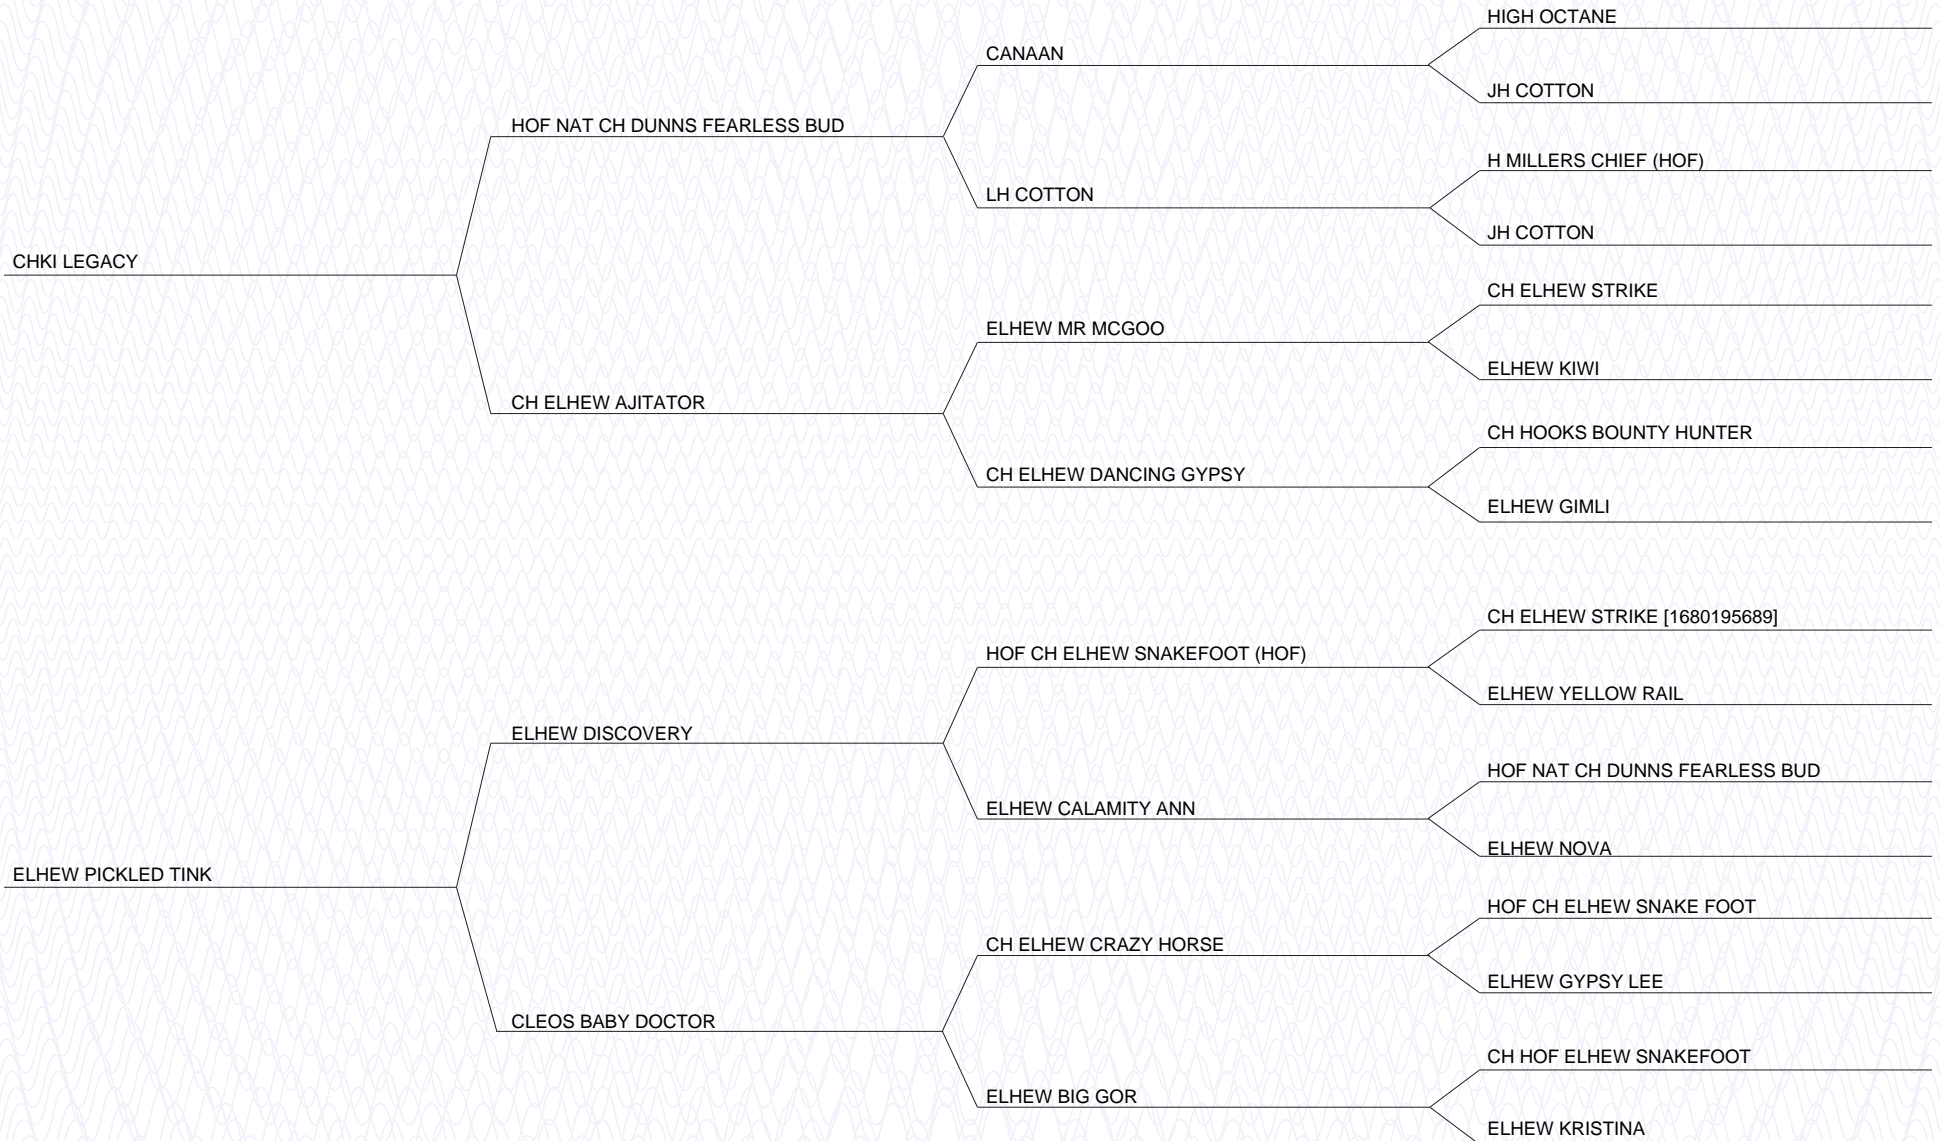 HIGH OCTANE
CANAAN
JH COTTON
HOF NAT CH DUNNS FEARLESS BUD
H MILLERS CHIEF (HOF)
LH COTTON
JH COTTON
CHKI LEGACY
CH ELHEW STRIKE
ELHEW MR MCGOO
ELHEW KIWI
CH ELHEW AJITATOR
CH HOOKS BOUNTY HUNTER
CH ELHEW DANCING GYPSY
ELHEW GIMLI
CH ELHEW STRIKE [1680195689]
HOF CH ELHEW SNAKEFOOT (HOF)
ELHEW YELLOW RAIL
ELHEW DISCOVERY
HOF NAT CH DUNNS FEARLESS BUD
ELHEW CALAMITY ANN
ELHEW NOVA
ELHEW PICKLED TINK
HOF CH ELHEW SNAKE FOOT
CH ELHEW CRAZY HORSE
ELHEW GYPSY LEE
CLEOS BABY DOCTOR
CH HOF ELHEW SNAKEFOOT
ELHEW BIG GOR
ELHEW KRISTINA